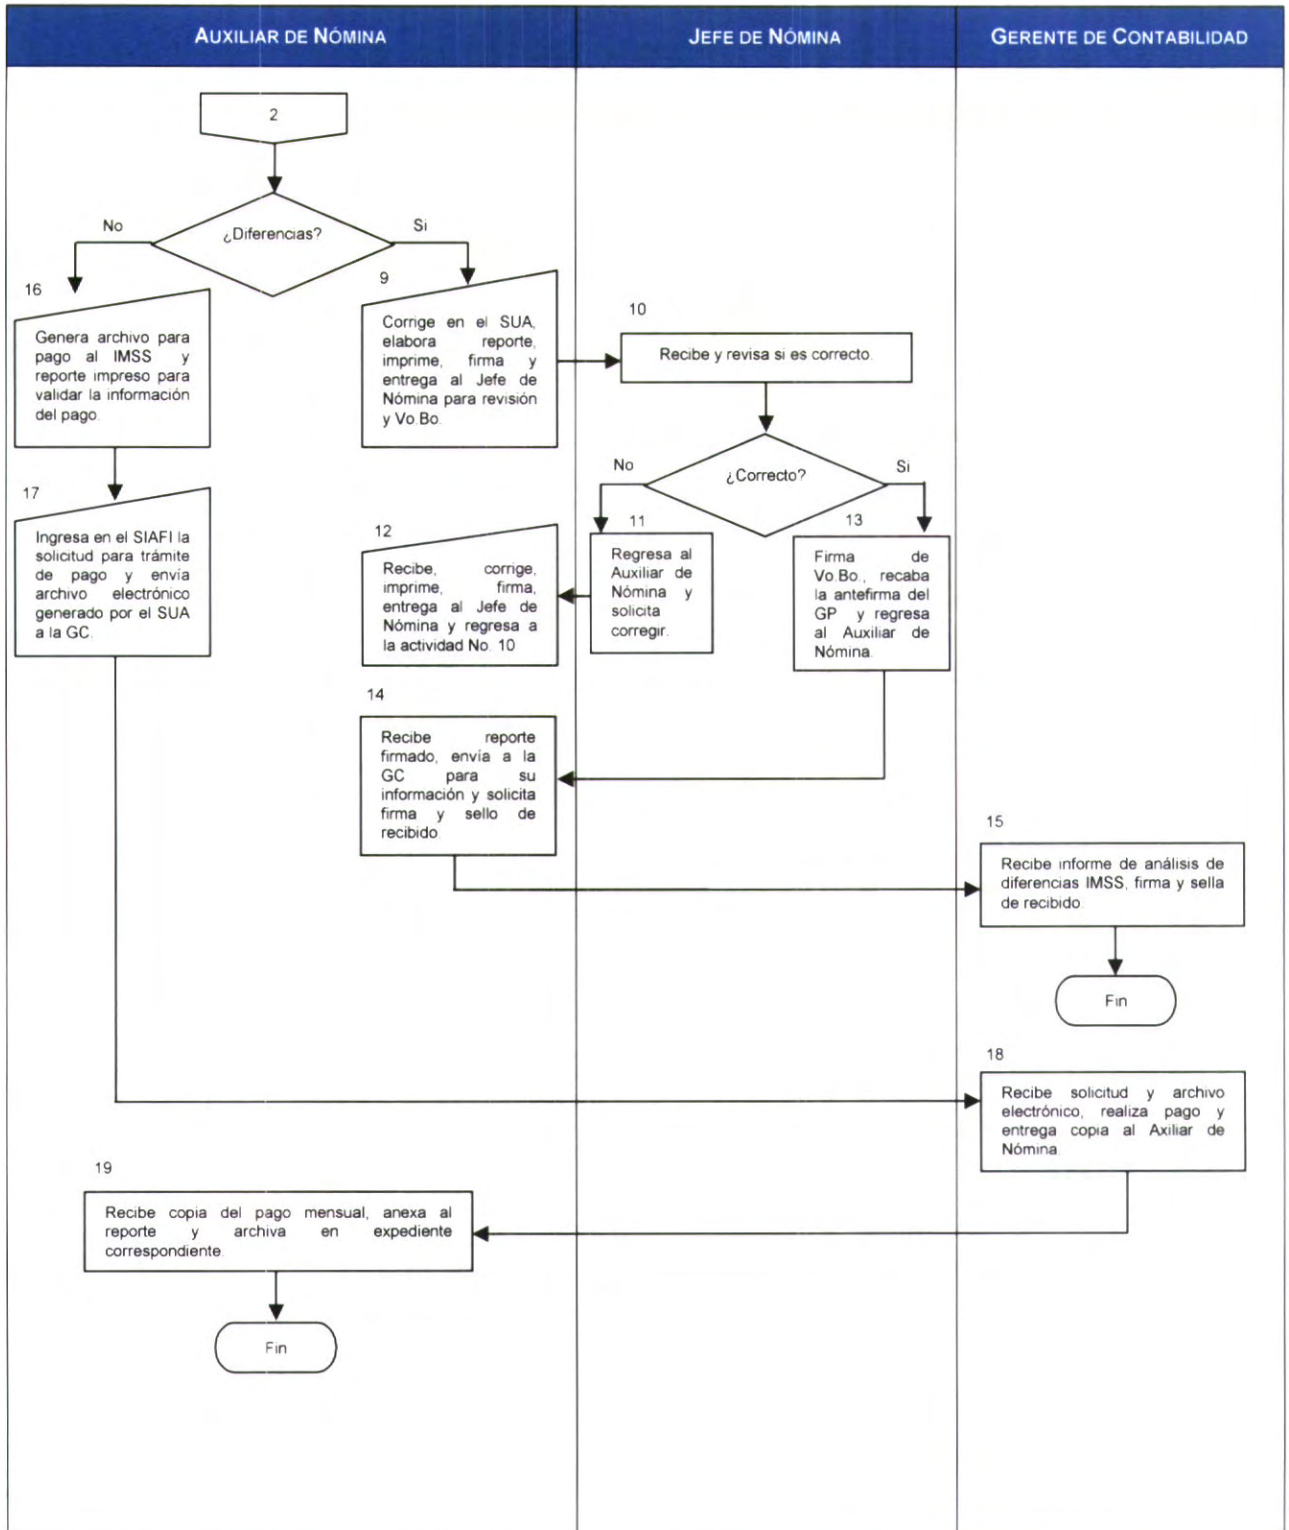 AUXILIAR DE NÓMINA
JEFE DE NÓMINA
GERENTE DE CONTABILIDAD
2
¿Diferencias?
No
Si
16
Genera archivo para
pago al IMSS y
reporte impreso para
validar la información
del pago.
9
Corrige en el SUA,
elabora reporte,
imprime, firma y
entrega al Jefe de
Nómina para revisión
y Vo.Bo.
10
Recibe y revisa si es correcto.
¿Correcto?
No
Si
17
Ingresa en el SIAFI la
solicitud para trámite
de pago y envía
archivo electrónico
generado por el SUA
a la GC.
12
Recibe, corrige,
imprime, firma,
entrega al Jefe de
Nómina y regresa a
la actividad No. 10
11
Regresa al
Auxiliar de
Nómina y
solicita
corregir.
13
Firma de
Vo.Bo., recaba
la antefirma del
GP y regresa
al Auxiliar de
Nómina.
14
Recibe reporte
firmado, envía a la
GC para su
información y solicita
firma y sello de
recibido.
15
Recibe informe de análisis de
diferencias IMSS, firma y sella
de recibido.
Fin
18
Recibe solicitud y archivo
electrónico, realiza pago y
entrega copia al Axiliar de
Nómina.
19
Recibe copia del pago mensual, anexa al
reporte y archiva en expediente
correspondiente.
Fin